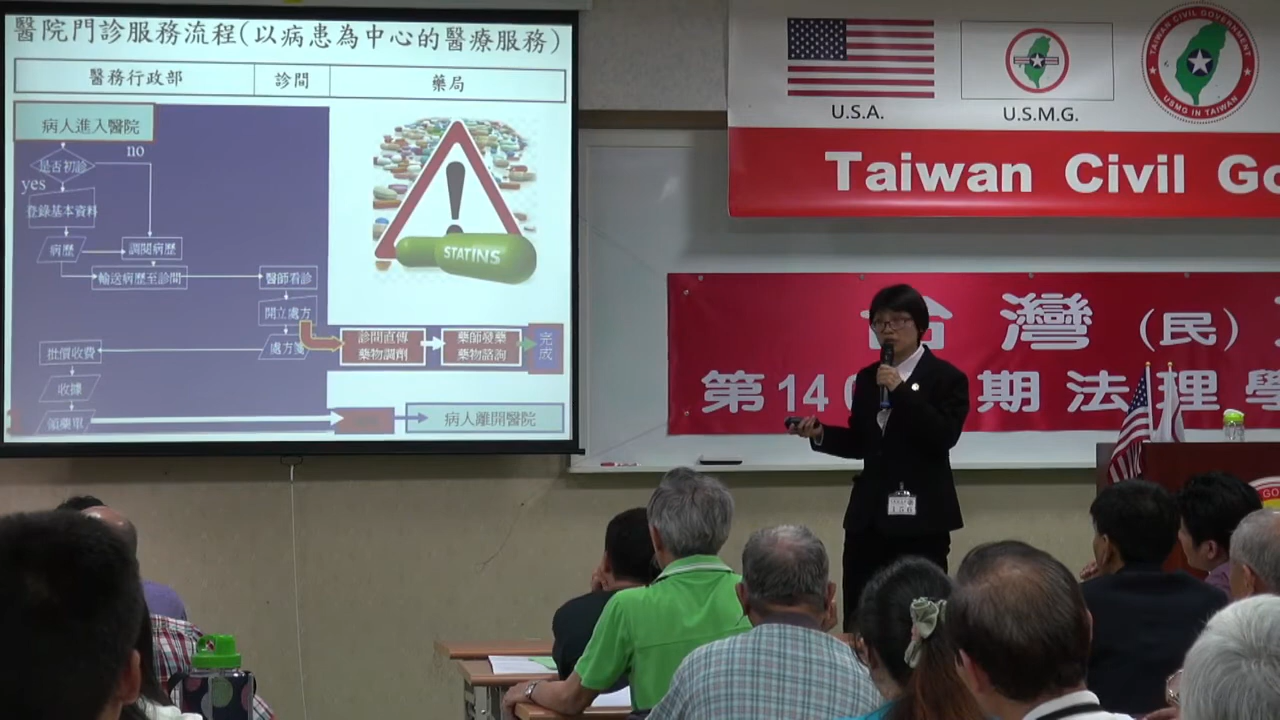 醫院門診服務流程(以病患為中心的醫療服務)
醫務行政部
診間
藥局
病人進入醫院
no
是否初診
yes
登錄基本資料
病歷
調閱病歷
輸送病歷至診間
醫師看診
開立處方
處方箋
診間直傳
藥物調劑
藥師發藥
藥物諮詢
完成
批價收費
收據
領藥單
病人離開醫院
STATINS
U.S.A.
U.S.M.G.
TAIWAN CIVIL GOVERNMENT
USMG IN TAIWAN
Taiwan Civil Go
台灣(民)
第14
期法理學